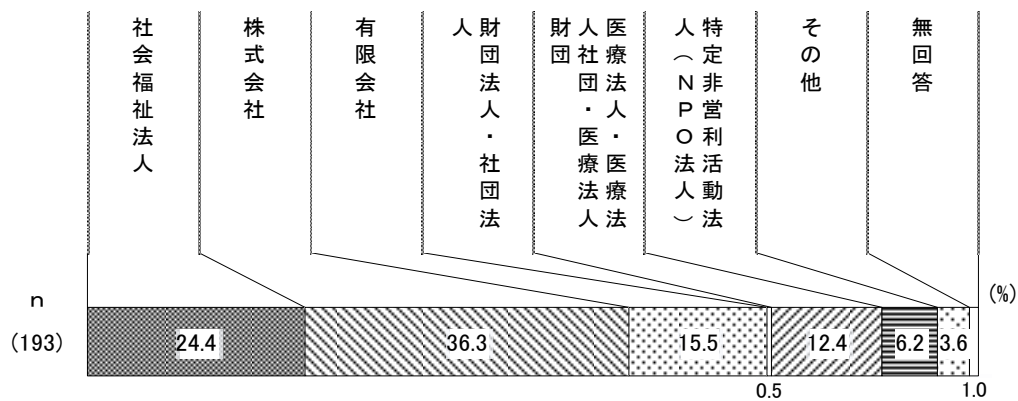 社会福祉法人
株式会社
有限会社
財団法人・社団法
人
医療法人・医療法
人社団・医療法人
財団
特定非営利活動法
人（ＮＰＯ法人）
その他
無回答
(%)
ｎ
(193)
24.4
36.3
15.5
0.5
12.4
6.2
3.6
1.0